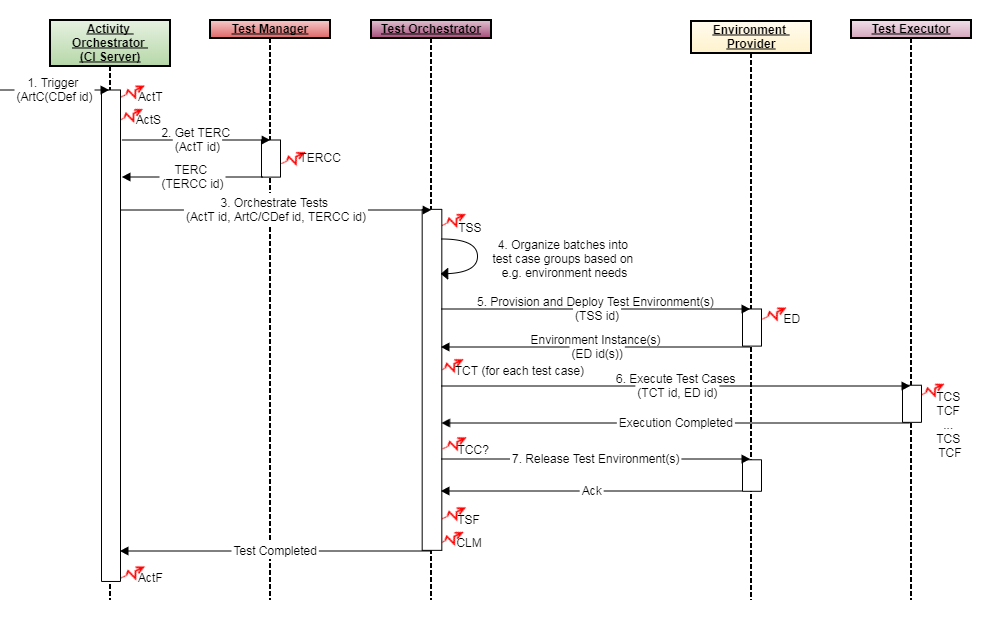 Activity
Orchestrator
(CI Server)
Test Manager
Test Orchestrator
Environment
Provider
Test Executor
1. Trigger
(ArtC(CDef id)
ActT
ActS
2. Get TERC
(ActT id)
TERCC
TERC
(TERCC id)
3. Orchestrate Tests
(ActT id, ArtC/CDef id, TERCC id)
TSS
4. Organize batches into
test case groups based on
e.g. environment needs
5. Provision and Deploy Test Environment(s)
(TSS id)
ED
Environment Instance(s)
(ED id(s))
TCT (for each test case)
6. Execute Test Cases
(TCT id, ED id)
TCS
TCF
...
TCS
TCF
Execution Completed
TCC?
7. Release Test Environment(s)
Ack
TSF
CLM
Test Completed
ActF